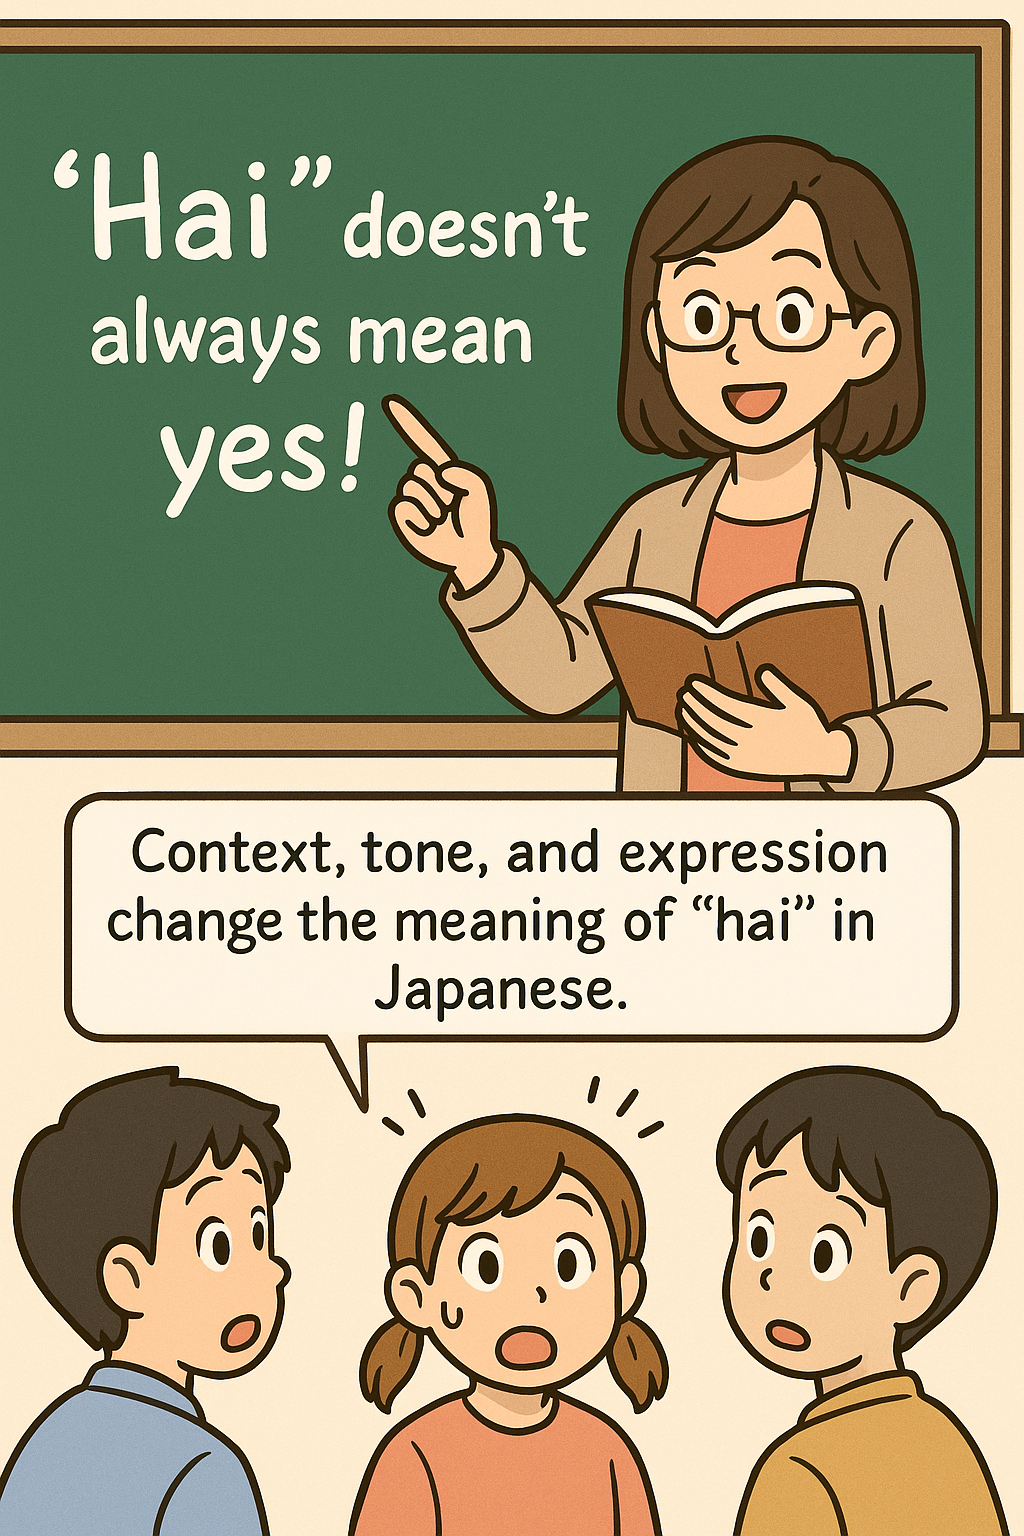 ‘Hai” doesn’t
always mean
yes!
Context, tone, and expression
change the meaning of “hai” in
Japanese.